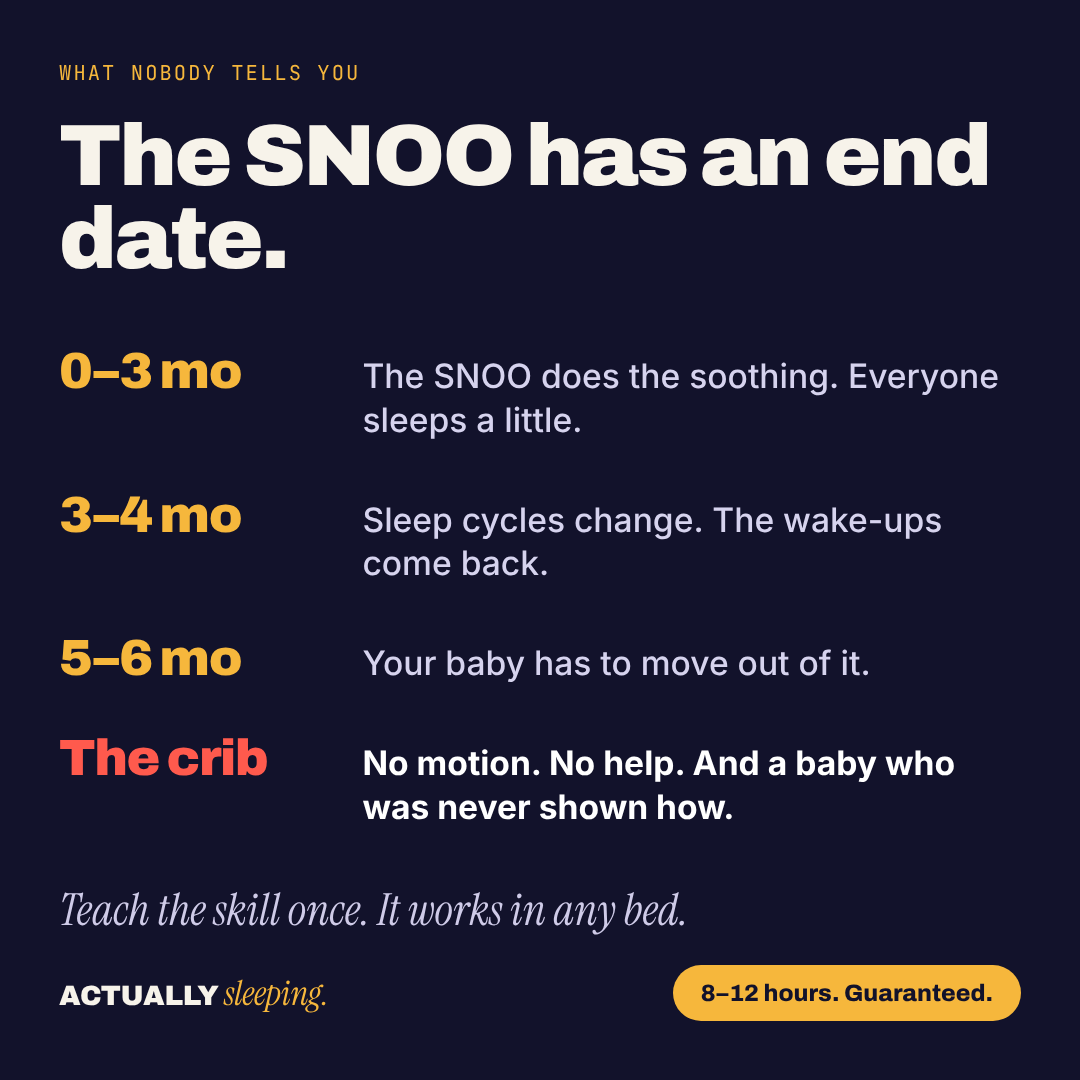 WHAT NOBODY TELLS YOU
The SNOO has an end
date.
0–3 mo
The SNOO does the soothing. Everyone
sleeps a little.
3–4 mo
Sleep cycles change. The wake-ups
come back.
5–6 mo
Your baby has to move out of it.
The crib
No motion. No help. And a baby who
was never shown how.
Teach the skill once. It works in any bed.
ACTUALLY sleeping.
8–12 hours. Guaranteed.